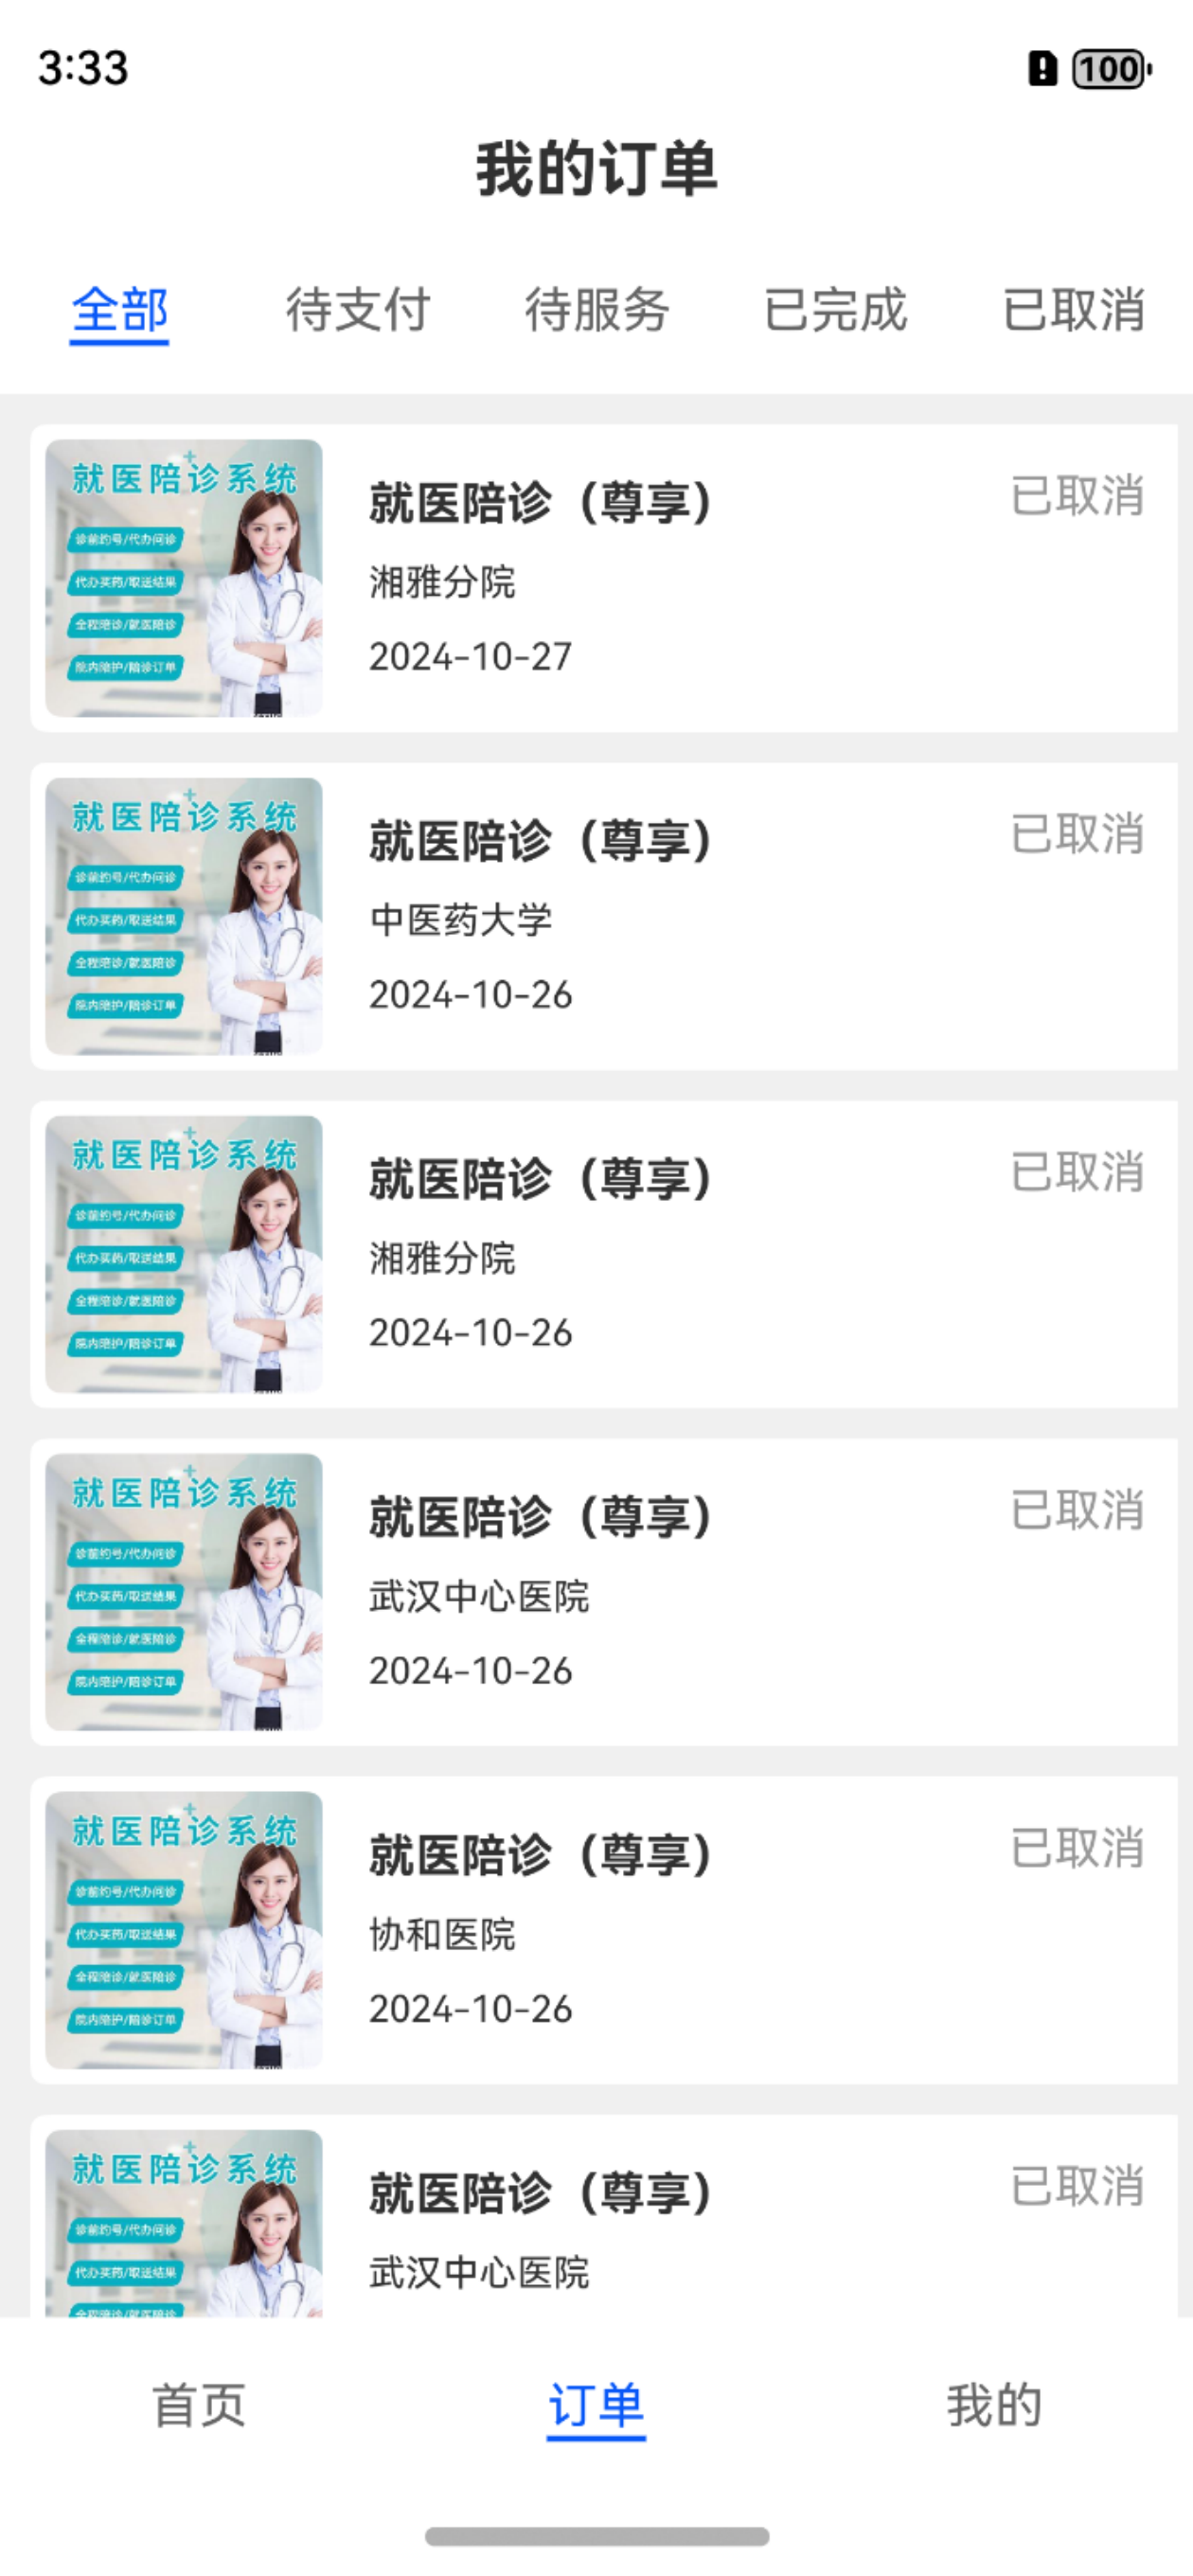 3:33
100
我的订单
全部 待支付 待服务 已完成 已取消
就医陪诊系统
诊前约号/代办问诊
代办买药/取送结果
全程陪诊/就医陪诊
院内陪护/陪诊订单
就医陪诊（尊享）
已取消
湘雅分院
2024-10-27
就医陪诊系统
诊前约号/代办问诊
代办买药/取送结果
全程陪诊/就医陪诊
院内陪护/陪诊订单
就医陪诊（尊享）
已取消
中医药大学
2024-10-26
就医陪诊系统
诊前约号/代办问诊
代办买药/取送结果
全程陪诊/就医陪诊
院内陪护/陪诊订单
就医陪诊（尊享）
已取消
湘雅分院
2024-10-26
就医陪诊系统
诊前约号/代办问诊
代办买药/取送结果
全程陪诊/就医陪诊
院内陪护/陪诊订单
就医陪诊（尊享）
已取消
武汉中心医院
2024-10-26
就医陪诊系统
诊前约号/代办问诊
代办买药/取送结果
全程陪诊/就医陪诊
院内陪护/陪诊订单
就医陪诊（尊享）
已取消
协和医院
2024-10-26
就医陪诊系统
诊前约号/代办问诊
代办买药/取送结果
就医陪诊（尊享）
已取消
武汉中心医院
首页 订单 我的